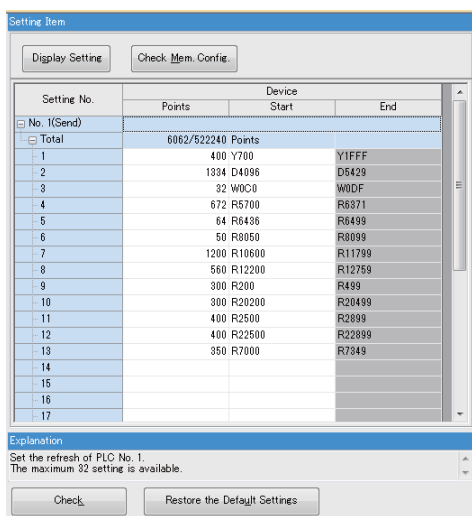 Setting Item
Display Setting Check Mem. Config.
Setting No. Device
Points Start End
No. 1(Send)
Total 6062/522240 Points
1 400 Y700 Y1FFF
2 1334 D4096 D5429
3 32 W0C0 W0DF
4 672 R5700 R6371
5 64 R6436 R6499
6 50 R8050 R8099
7 1200 R10600 R11799
8 560 R12200 R12759
9 300 R200 R499
10 300 R20200 R20499
11 400 R2500 R2899
12 400 R22500 R22899
13 350 R7000 R7349
14
15
16
17
Explanation
Set the refresh of PLC No. 1.
The maximum 32 setting is available.
Check Restore the Default Settings